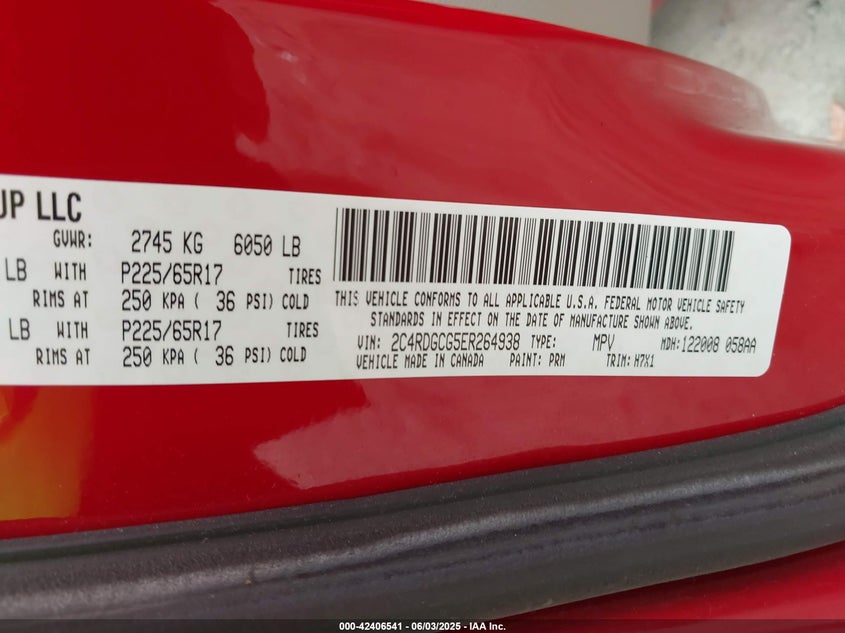 UP LLC
GVWR: 2745 KG 6050 LB
LB WITH P225/65R17 TIRES
RIMS AT 250 KPA ( 36 PSI) COLD
LB WITH P225/65R17 TIRES
RIMS AT 250 KPA ( 36 PSI) COLD
THIS VEHICLE CONFORMS TO ALL APPLICABLE U.S.A. FEDERAL MOTOR VEHICLE SAFETY
STANDARDS IN EFFECT ON THE DATE OF MANUFACTURE SHOWN ABOVE.
VIN: 2C4RDGCG5ER264938 TYPE: MPV MDH:122008 058AA
VEHICLE MADE IN CANADA PAINT: PRM TRIM: H7X1
000-42406541 - 06/03/2025 - IAA Inc.